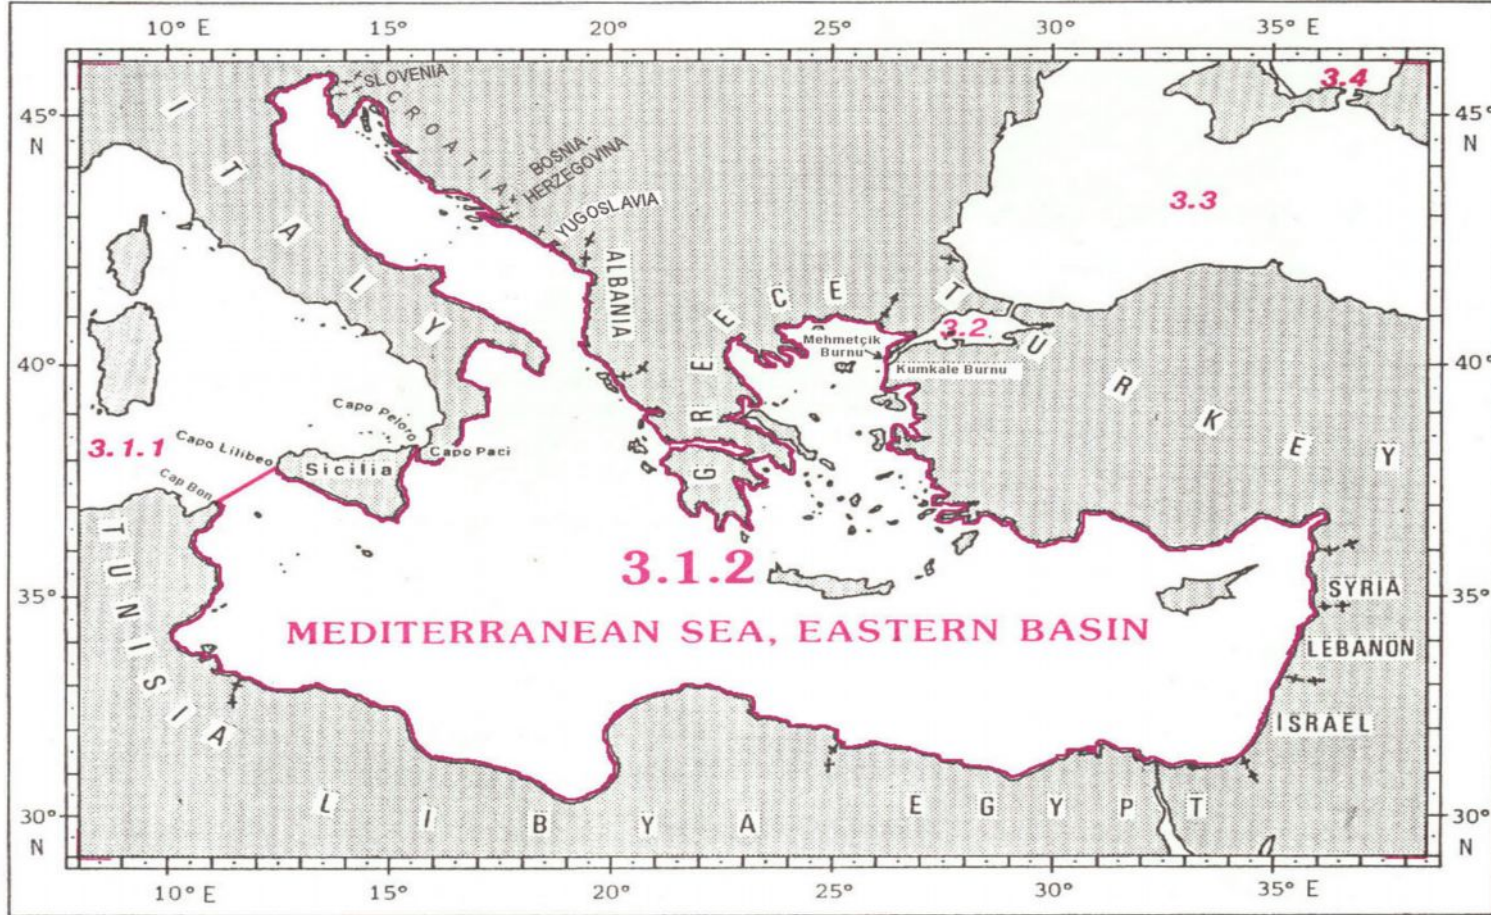 10° E 15° 20° 25° 30° 35° E
45° N
45° N
40°
40°
35°
35°
30° N
30° N
10° E 15° 20° 25° 30° 35° E
3.4
SLOVENIA
CROATIA
BOSNIA-
HERZEGOVINA
YUGOSLAVIA
ALBANIA
ITALY
3.3
GREECE
TURKEY
3.2
Mehmetçik
Burnu
Kumkale Burnu
3.1.1
Capo Peloro
Capo Lilibeo
Capo Paci
Cap Bon
Sicilia
3.1.2
MEDITERRANEAN SEA, EASTERN BASIN
TUNISIA
SYRIA
LEBANON
ISRAEL
LIBYA
EGYPT